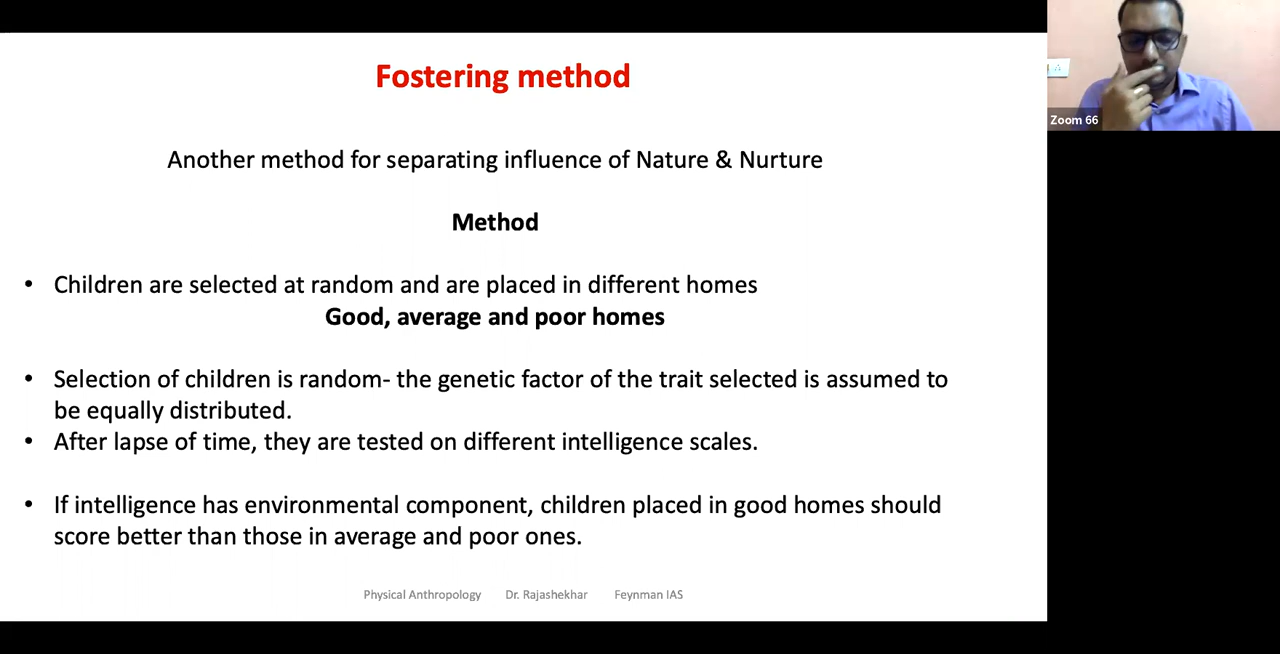 Fostering method
Another method for separating influence of Nature & Nurture
Method
• Children are selected at random and are placed in different homes
Good, average and poor homes
• Selection of children is random- the genetic factor of the trait selected is assumed to
be equally distributed.
• After lapse of time, they are tested on different intelligence scales.
• If intelligence has environmental component, children placed in good homes should
score better than those in average and poor ones.
Physical Anthropology Dr. Rajashekhar Feynman IAS
Zoom 66